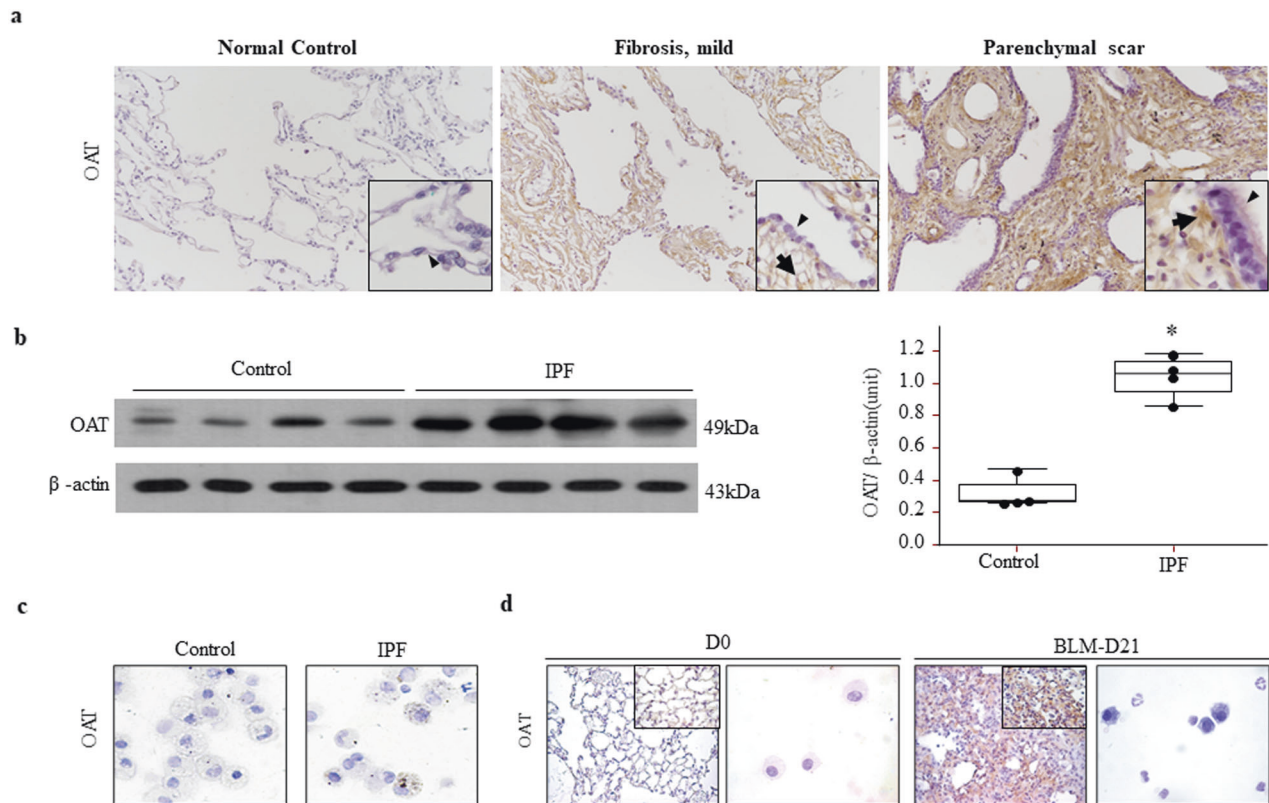 a
Normal Control
Fibrosis, mild
Parenchymal scar
OAT
b
Control
IPF
OAT
49kDa
β -actin
43kDa
OAT/ β-actin(unit)
*
1.2
1.0
0.8
0.6
0.4
0.2
0.0
Control
IPF
c
Control
IPF
OAT
d
D0
BLM-D21
OAT